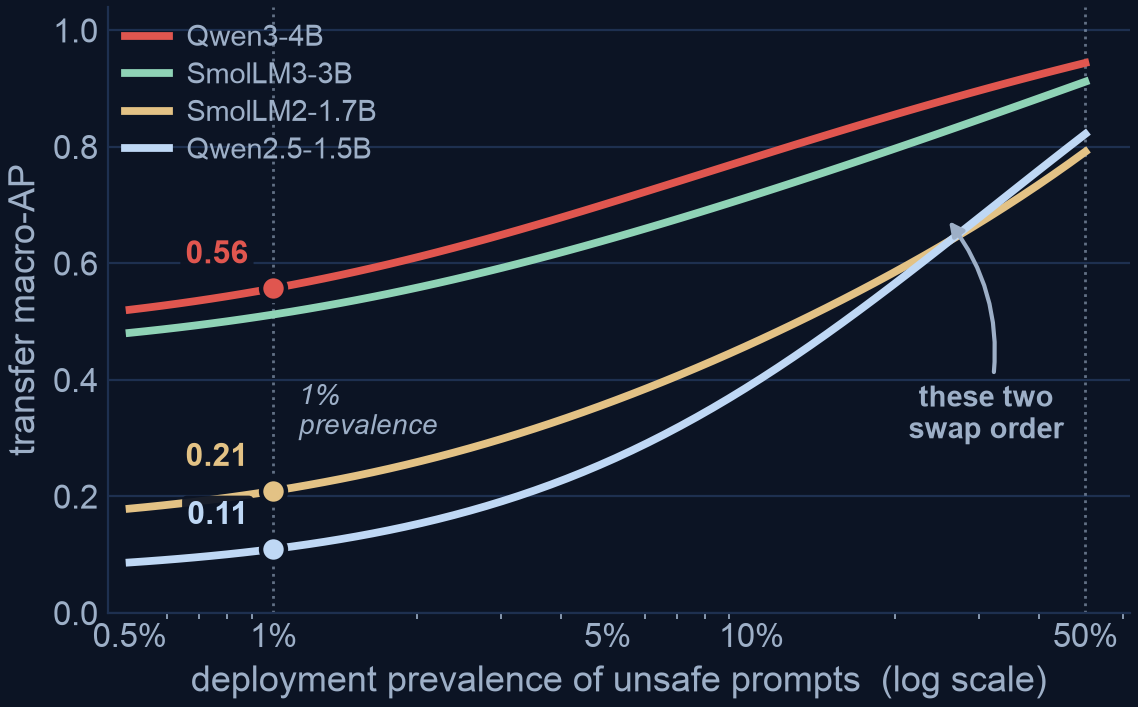 1.0
0.8
0.6
0.4
0.2
0.0
transfer macro-AP
Qwen3-4B
SmolLM3-3B
SmolLM2-1.7B
Qwen2.5-1.5B
0.56
0.21
0.11
1%
prevalence
these two
swap order
0.5%
1%
5%
10%
50%
deployment prevalence of unsafe prompts (log scale)